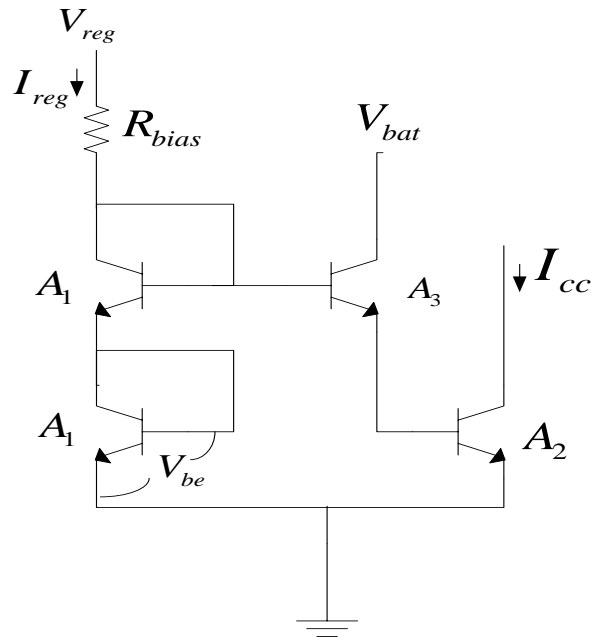 V_reg
I_reg
R_bias
V_bat
A_1
A_3
I_cc
A_1
V_be
A_2